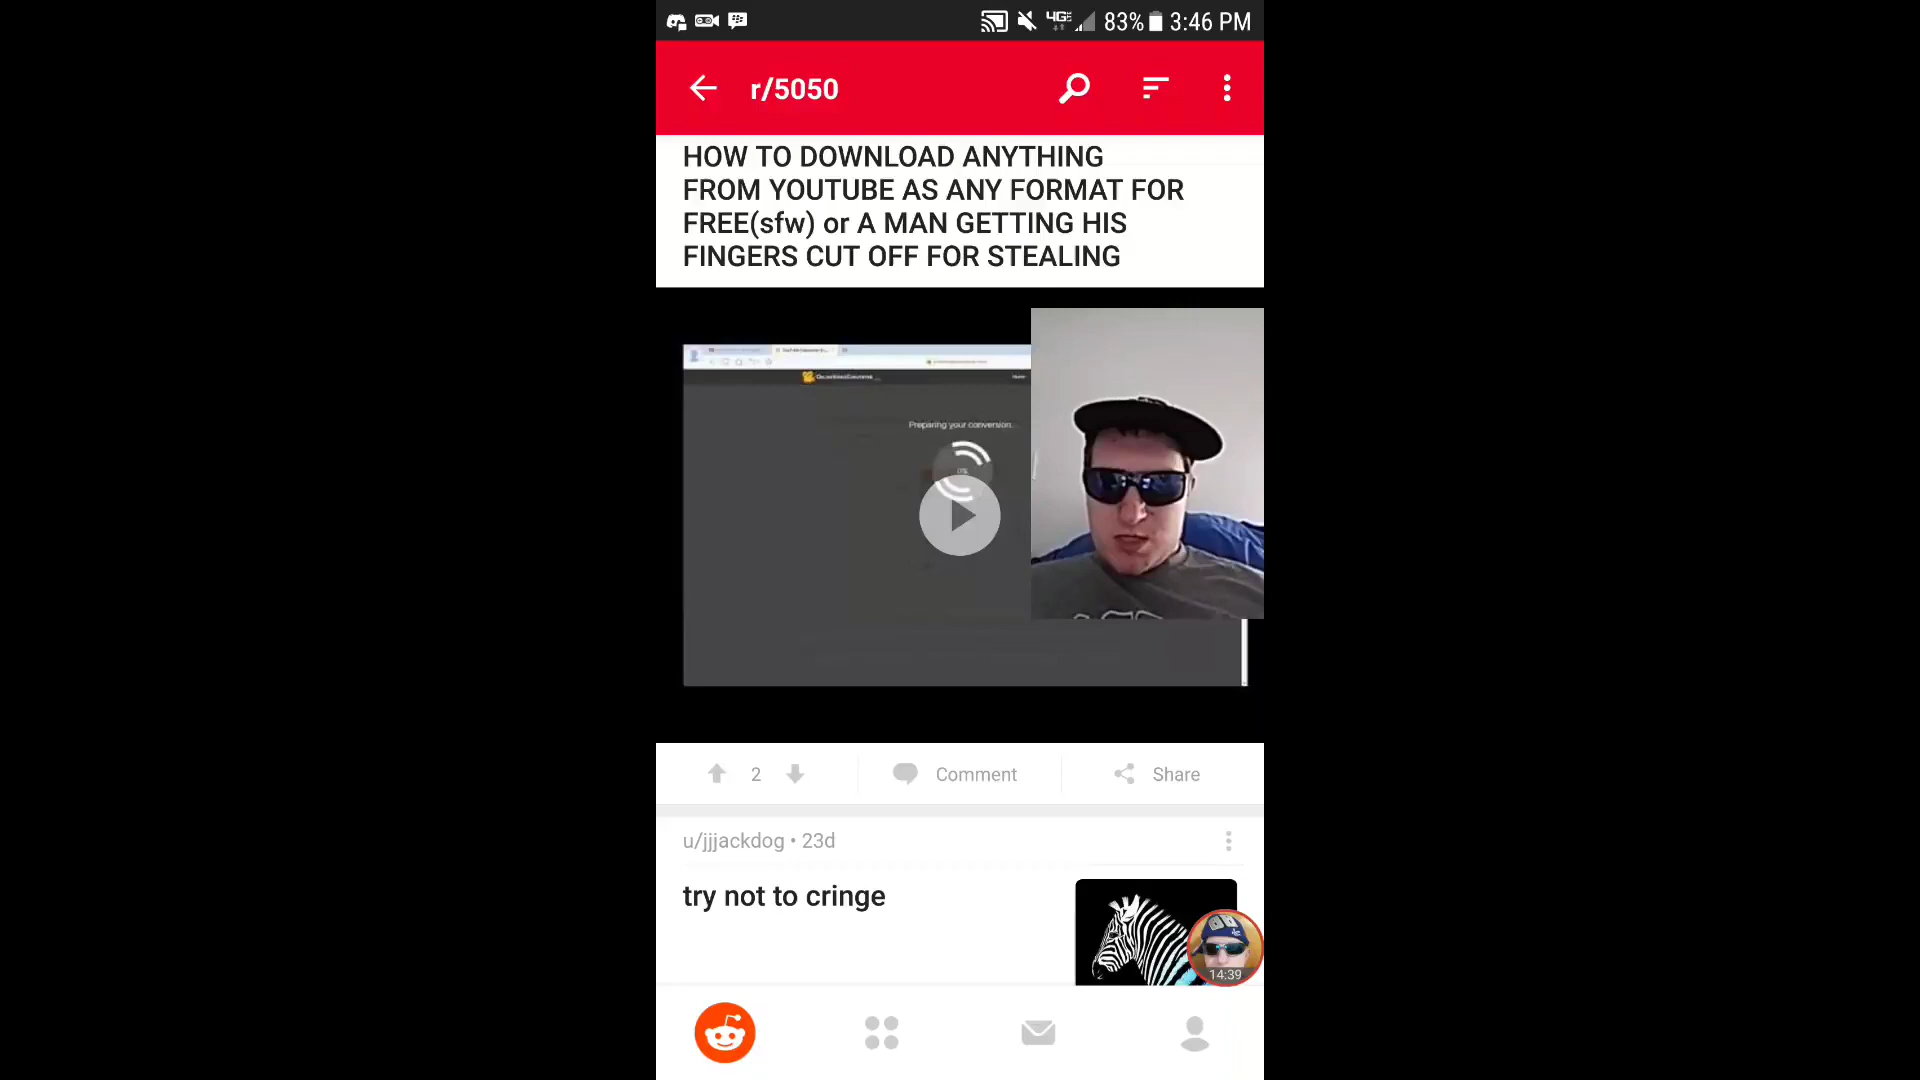 83% 3:46 PM
r/5050
HOW TO DOWNLOAD ANYTHING
FROM YOUTUBE AS ANY FORMAT FOR
FREE(sfw) or A MAN GETTING HIS
FINGERS CUT OFF FOR STEALING
Preparing your conversion...
2
Comment
Share
u/jjjackdog • 23d
try not to cringe
14:39